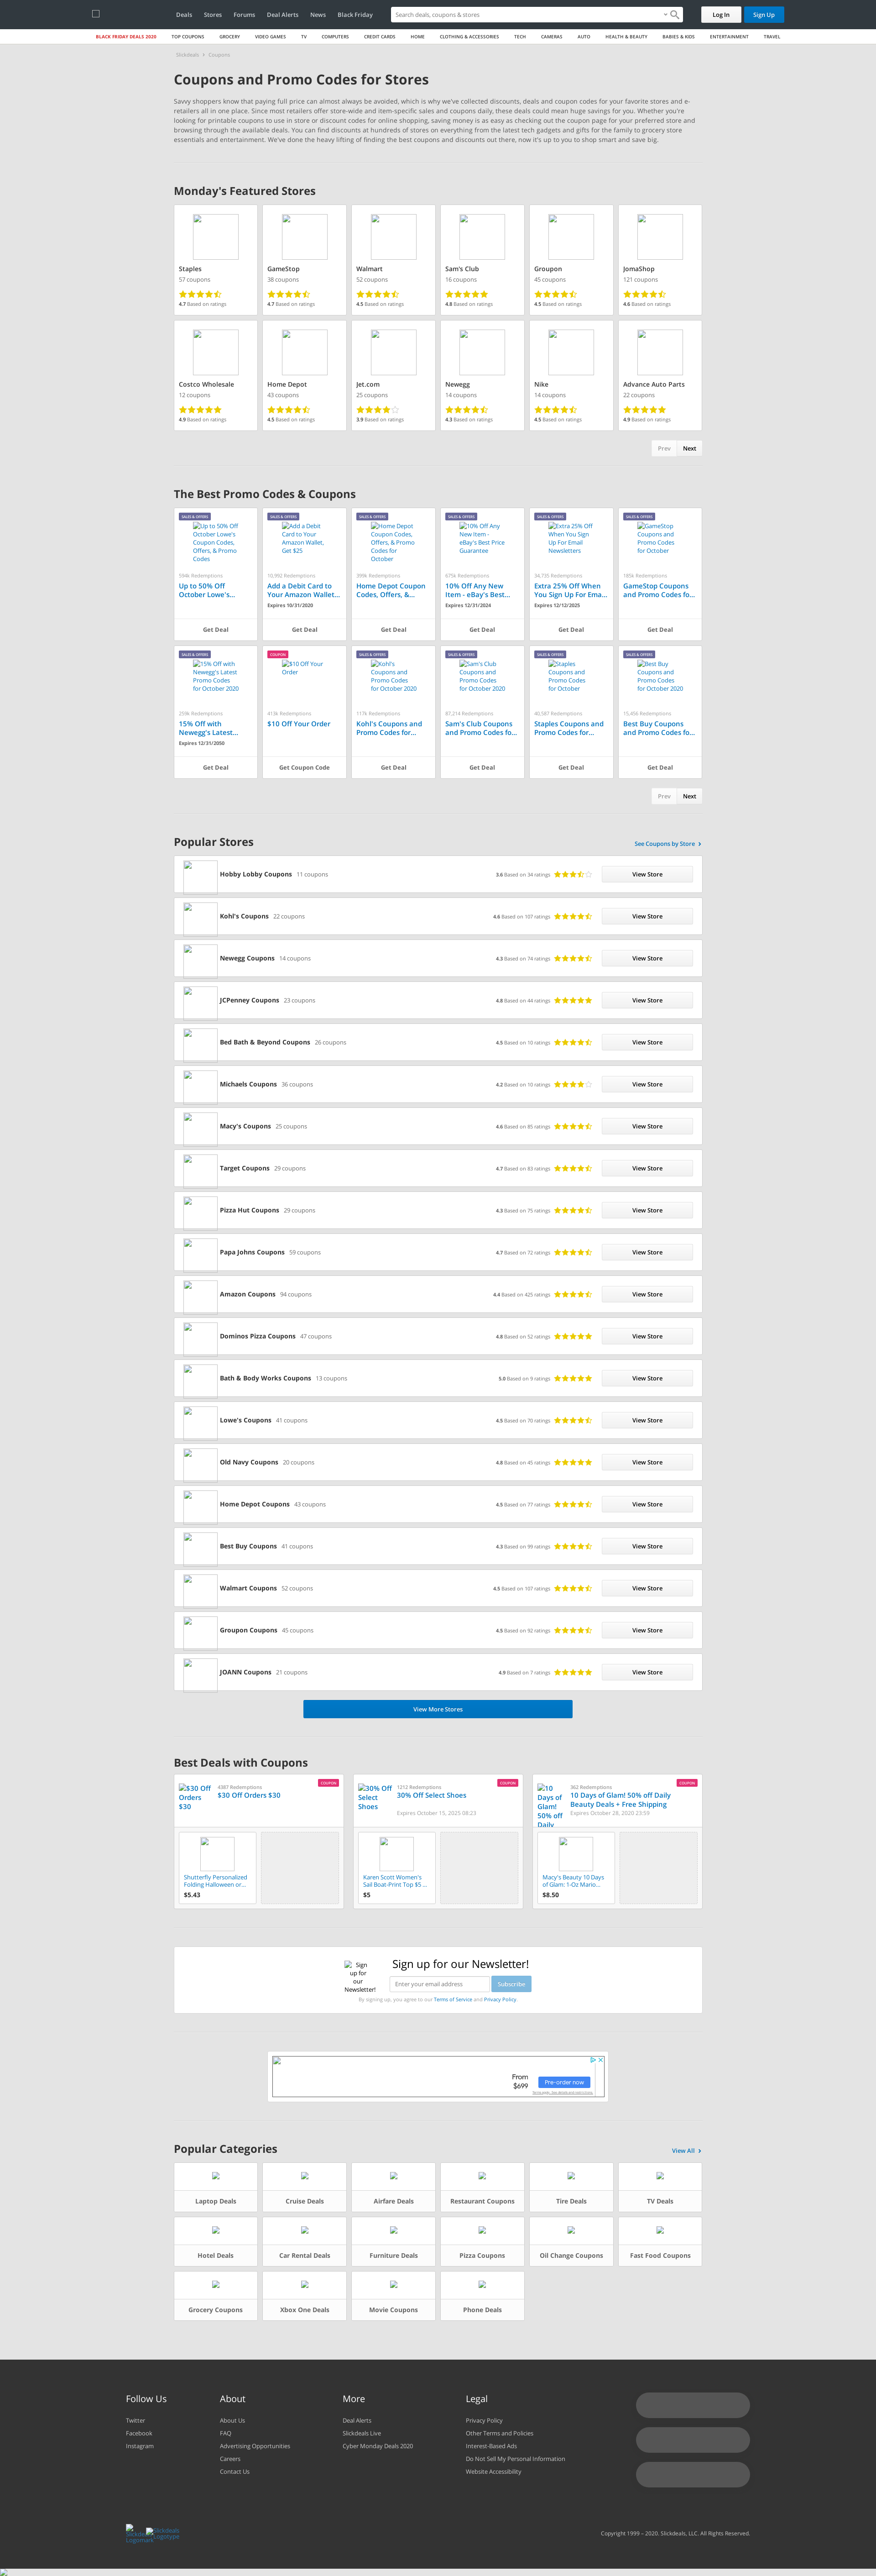 Deals Stores Forums Deal Alerts News Black Friday Search deals, coupons & stores Log In Sign Up
BLACK FRIDAY DEALS 2020 TOP COUPONS GROCERY VIDEO GAMES TV COMPUTERS CREDIT CARDS HOME CLOTHING & ACCESSORIES TECH CAMERAS AUTO HEALTH & BEAUTY BABIES & KIDS ENTERTAINMENT TRAVEL
Slickdeals > Coupons
Coupons and Promo Codes for Stores
Savvy shoppers know that paying full price can almost always be avoided, which is why we've collected discounts, deals and coupon codes for your favorite stores and e-
retailers all in one place. Since most retailers offer store-wide and item-specific sales and coupons daily, these deals could mean huge savings for you. Whether you're
looking for printable coupons to use in store or discount codes for online shopping, saving money is as easy as checking out the coupon page for your preferred store and
browsing through the available deals. You can find discounts at hundreds of stores on everything from the latest tech gadgets and gifts for the family to grocery store
essentials and entertainment. We've done the heavy lifting of finding the best coupons and discounts out there, now it's up to you to shop smart and save big.
Monday's Featured Stores
Staples GameStop Walmart Sam's Club Groupon JomaShop
57 coupons 38 coupons 52 coupons 16 coupons 45 coupons 121 coupons
4.7 Based on ratings 4.7 Based on ratings 4.5 Based on ratings 4.8 Based on ratings 4.5 Based on ratings 4.6 Based on ratings
Costco Wholesale Home Depot Jet.com Newegg Nike Advance Auto Parts
12 coupons 43 coupons 25 coupons 14 coupons 14 coupons 22 coupons
4.9 Based on ratings 4.5 Based on ratings 3.9 Based on ratings 4.3 Based on ratings 4.5 Based on ratings 4.9 Based on ratings
Prev Next
The Best Promo Codes & Coupons
SALES & OFFERS SALES & OFFERS SALES & OFFERS SALES & OFFERS SALES & OFFERS SALES & OFFERS
Up to 50% Off Add a Debit Home Depot 10% Off Any Extra 25% Off GameStop
October Lowe's Card to Your Coupon Codes, New Item - When You Sign Coupons and
Coupon Codes, Amazon Wallet, Offers, & Promo eBay's Best Price Up For Email Promo Codes
Offers, & Promo Get $25 Codes for Guarantee Newsletters for October
Codes October
594k Redemptions 10,992 Redemptions 399k Redemptions 675k Redemptions 34,735 Redemptions 185k Redemptions
Up to 50% Off Add a Debit Card to Home Depot Coupon 10% Off Any New Extra 25% Off When GameStop Coupons
October Lowe's... Your Amazon Wallet... Codes, Offers, &... Item - eBay's Best... You Sign Up For Ema... and Promo Codes fo...
Expires 10/31/2020 Expires 12/31/2024 Expires 12/12/2025
Get Deal Get Deal Get Deal Get Deal Get Deal Get Deal
SALES & OFFERS COUPON SALES & OFFERS SALES & OFFERS SALES & OFFERS SALES & OFFERS
15% Off with $10 Off Your Kohl's Sam's Club Staples Best Buy
Newegg's Latest Order Coupons and Coupons and Coupons and Coupons and
Promo Codes Promo Codes Promo Codes Promo Codes Promo Codes
for October 2020 for October 2020 for October 2020 for October for October 2020
259k Redemptions 413k Redemptions 117k Redemptions 87,214 Redemptions 40,587 Redemptions 15,456 Redemptions
15% Off with $10 Off Your Order Kohl's Coupons and Sam's Club Coupons Staples Coupons and Best Buy Coupons
Newegg's Latest... Promo Codes for... and Promo Codes fo... Promo Codes for... and Promo Codes fo...
Expires 12/31/2050
Get Deal Get Coupon Code Get Deal Get Deal Get Deal Get Deal
Prev Next
Popular Stores See Coupons by Store ›
Hobby Lobby Coupons 11 coupons 3.6 Based on 34 ratings View Store
Kohl's Coupons 22 coupons 4.6 Based on 107 ratings View Store
Newegg Coupons 14 coupons 4.3 Based on 74 ratings View Store
JCPenney Coupons 23 coupons 4.8 Based on 44 ratings View Store
Bed Bath & Beyond Coupons 26 coupons 4.5 Based on 10 ratings View Store
Michaels Coupons 36 coupons 4.2 Based on 10 ratings View Store
Macy's Coupons 25 coupons 4.6 Based on 85 ratings View Store
Target Coupons 29 coupons 4.7 Based on 83 ratings View Store
Pizza Hut Coupons 29 coupons 4.3 Based on 75 ratings View Store
Papa Johns Coupons 59 coupons 4.7 Based on 72 ratings View Store
Amazon Coupons 94 coupons 4.4 Based on 425 ratings View Store
Dominos Pizza Coupons 47 coupons 4.8 Based on 52 ratings View Store
Bath & Body Works Coupons 13 coupons 5.0 Based on 9 ratings View Store
Lowe's Coupons 41 coupons 4.5 Based on 70 ratings View Store
Old Navy Coupons 20 coupons 4.8 Based on 45 ratings View Store
Home Depot Coupons 43 coupons 4.5 Based on 77 ratings View Store
Best Buy Coupons 41 coupons 4.3 Based on 99 ratings View Store
Walmart Coupons 52 coupons 4.5 Based on 107 ratings View Store
Groupon Coupons 45 coupons 4.5 Based on 92 ratings View Store
JOANN Coupons 21 coupons 4.9 Based on 7 ratings View Store
View More Stores
Best Deals with Coupons
COUPON COUPON COUPON
$30 Off Orders $30 4387 Redemptions 30% Off Select Shoes 1212 Redemptions 10 Days of Glam! 50% off Daily 362 Redemptions
$30 Off Orders $30 30% Off Select Shoes 10 Days of Glam! 50% off Daily
Beauty Deals + Free Shipping
Expires October 15, 2025 08:23 Expires October 28, 2020 23:59
Shutterfly Personalized Karen Scott Women's Macy's Beauty 10 Days
Folding Halloween or... Sail Boat-Print Top $5.... of Glam: 1-Oz Mario...
$5.43 $5 $8.50
Sign up for our Newsletter! Sign up for our Newsletter!
Enter your email address Subscribe
By signing up, you agree to our Terms of Service and Privacy Policy
From
$699 Pre-order now
Popular Categories View All ›
Laptop Deals Cruise Deals Airfare Deals Restaurant Coupons Tire Deals TV Deals
Hotel Deals Car Rental Deals Furniture Deals Pizza Coupons Oil Change Coupons Fast Food Coupons
Grocery Coupons Xbox One Deals Movie Coupons Phone Deals
Follow Us About More Legal
Twitter About Us Deal Alerts Privacy Policy
Facebook FAQ Slickdeals Live Other Terms and Policies
Instagram Advertising Opportunities Cyber Monday Deals 2020 Interest-Based Ads
Careers Do Not Sell My Personal Information
Contact Us Website Accessibility
Slickdeals Logotype
Copyright 1999 – 2020. Slickdeals, LLC. All Rights Reserved.